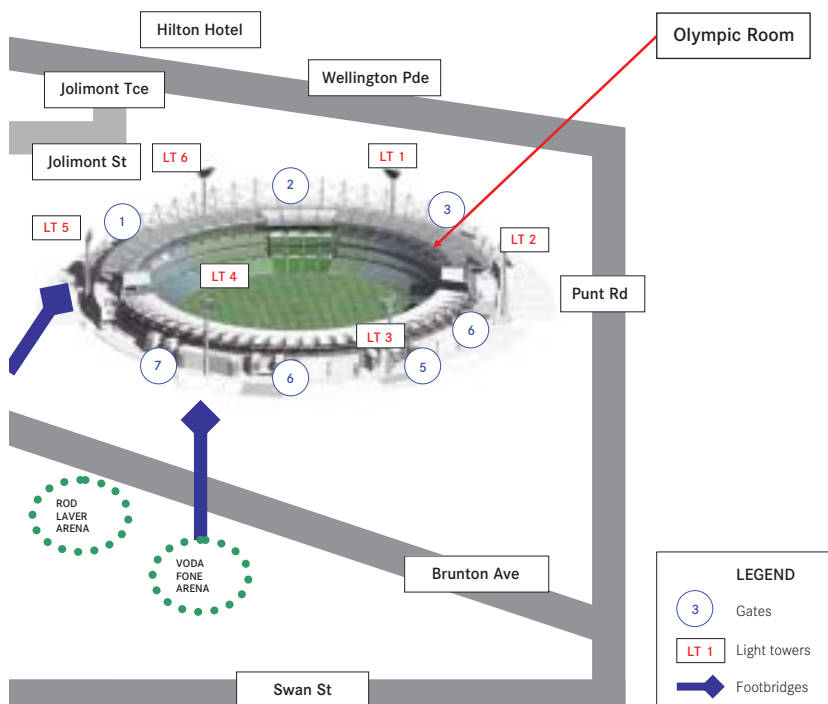 Hilton Hotel
Olympic Room
Wellington Pde
Jolimont Tce
Jolimont St
LT 6
LT 1
2
1
3
LT 5
LT 2
LT 4
Punt Rd
LT 3
6
7
6
5
ROD
LAVER
ARENA
VODA
FONE
ARENA
Brunton Ave
LEGEND
3 Gates
LT 1 Light towers
Footbridges
Swan St